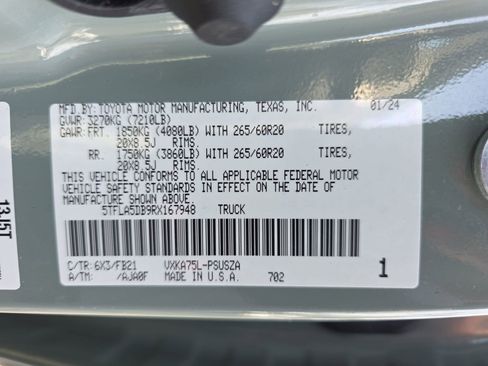 MFD.BY:TOYOTA MOTOR MANUFACTURING, TEXAS, INC. 01/24
GVWR: 3270KG (7210LB)
GAWR: FRT. 1850KG (4080LB) WITH 265/60R20 TIRES,
20X8.5J RIMS.
RR. 1750KG (3860LB) WITH 265/60R20 TIRES,
20X8.5J RIMS.
THIS VEHICLE CONFORMS TO ALL APPLICABLE FEDERAL MOTOR
VEHICLE SAFETY STANDARDS IN EFFECT ON THE DATE OF
MANUFACTURE SHOWN ABOVE.
5TFLA5DB9RX167948 TRUCK
C/TR:6X3/FB21 VXKA75L-PSUSZA
A/TM: /AJA0F MADE IN U.S.A. 702 1
13J5T